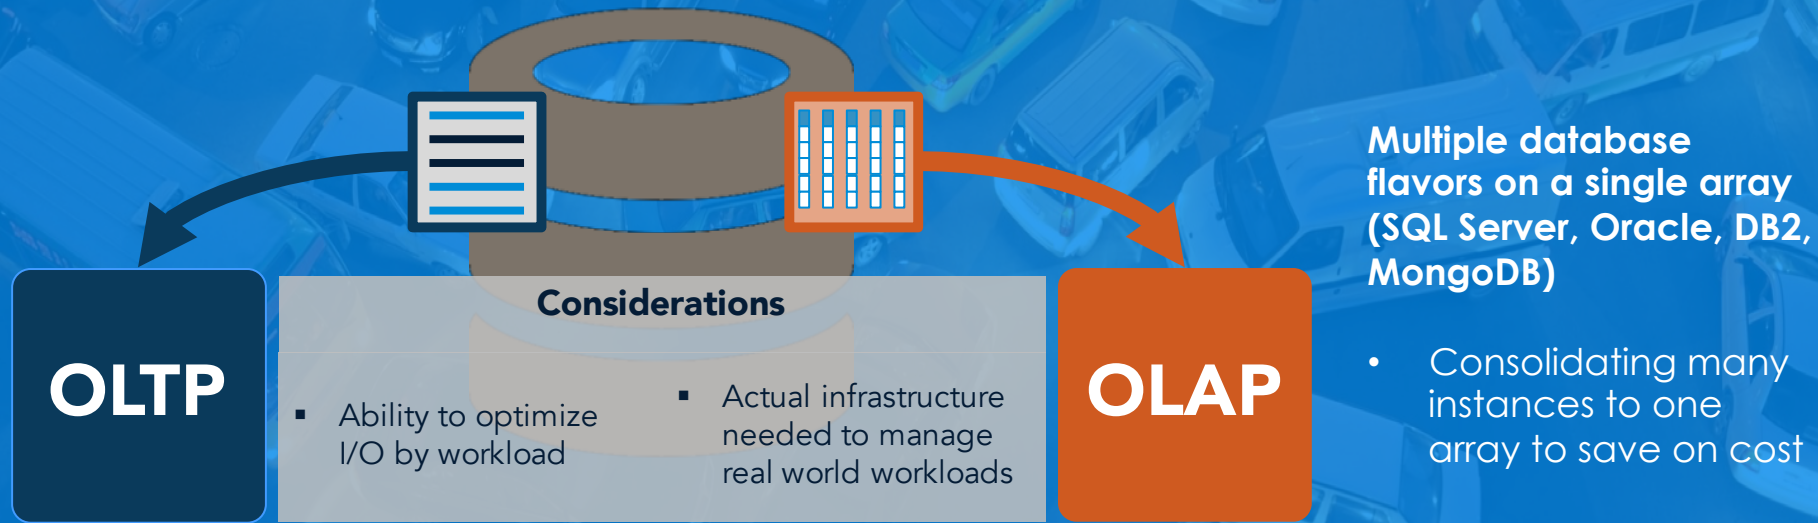 OLTP
Considerations
▪ Ability to optimize
I/O by workload
▪ Actual infrastructure
needed to manage
real world workloads
OLAP
Multiple database
flavors on a single array
(SQL Server, Oracle, DB2,
MongoDB)
• Consolidating many
instances to one
array to save on cost